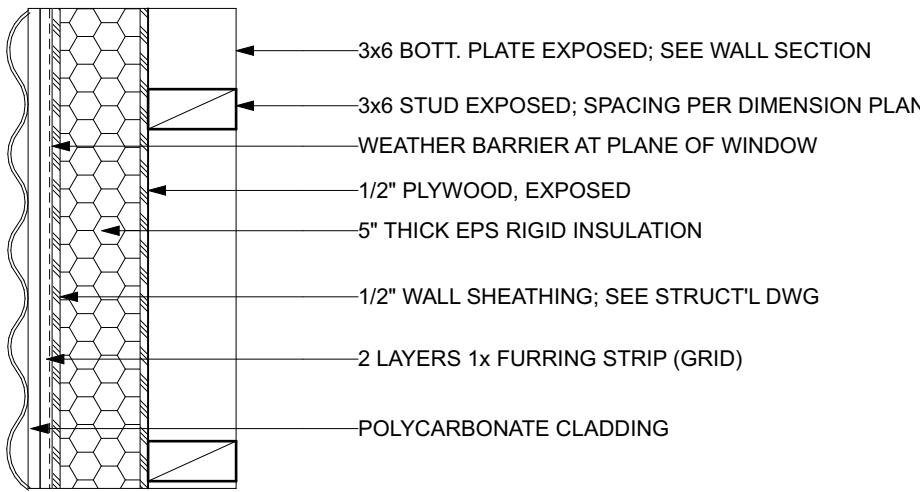 3x6 BOTT. PLATE EXPOSED; SEE WALL SECTION
3x6 STUD EXPOSED; SPACING PER DIMENSION PLAN
WEATHER BARRIER AT PLANE OF WINDOW
1/2" PLYWOOD, EXPOSED
5" THICK EPS RIGID INSULATION
1/2" WALL SHEATHING; SEE STRUCT'L DWG
2 LAYERS 1x FURRING STRIP (GRID)
POLYCARBONATE CLADDING